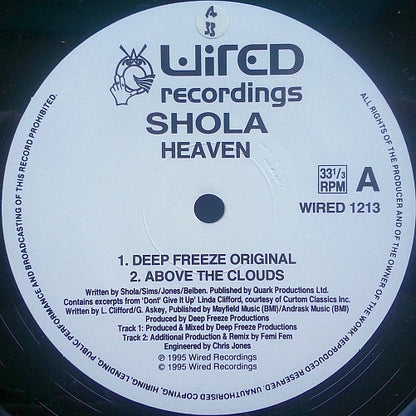 A
33
WIRED
recordings
SHOLA
HEAVEN
33 1/3
RPM
A
WIRED 1213
1. DEEP FREEZE ORIGINAL
2. ABOVE THE CLOUDS
Written by Shola/Sims/Jones/Belben. Published by Quark Productions Ltd.
Contains excerpts from 'Dont' Give It Up' Linda Clifford, courtesy of Curtom Classics Inc.
Written by L. Clifford/G. Askey, Published by Mayfield Music (BMI)/Andrask Music (BMI)
Produced by Deep Freeze Productions
Track 1: Produced & Mixed by Deep Freeze Productions
Track 2: Additional Production & Remix by Femi Fem
Engineered by Chris Jones
℗ 1995 Wired Recordings
© 1995 Wired Recordings
ALL RIGHTS OF THE PRODUCER AND OF THE OWNER OF THE WORK REPRODUCED RESERVED. UNAUTHORISED COPYING, HIRING, LENDING, PUBLIC PERFORMANCE AND BROADCASTING OF THIS RECORD PROHIBITED.